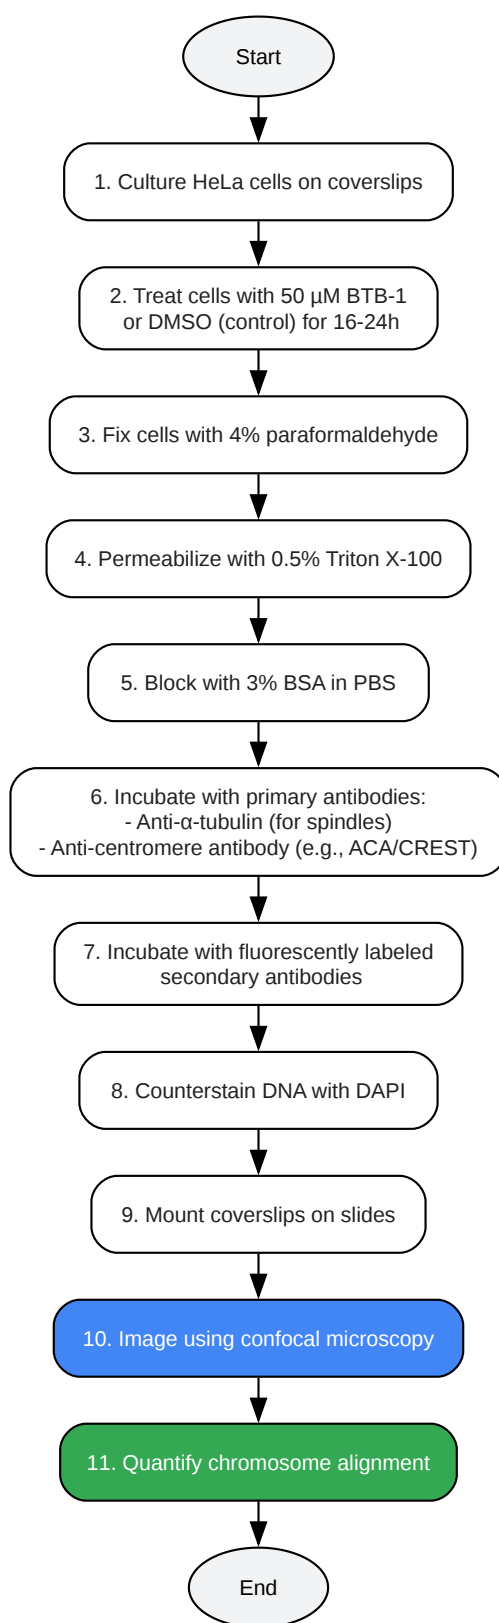 Start
1. Culture HeLa cells on coverslips
2. Treat cells with 50 µM BTB-1
or DMSO (control) for 16-24h
3. Fix cells with 4% paraformaldehyde
4. Permeabilize with 0.5% Triton X-100
5. Block with 3% BSA in PBS
6. Incubate with primary antibodies:
- Anti-α-tubulin (for spindles)
- Anti-centromere antibody (e.g., ACA/CREST)
7. Incubate with fluorescently labeled
secondary antibodies
8. Counterstain DNA with DAPI
9. Mount coverslips on slides
10. Image using confocal microscopy
11. Quantify chromosome alignment
End